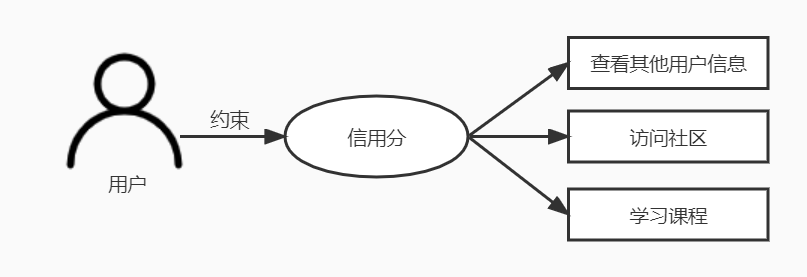 用户
约束
信用分
查看其他用户信息
访问社区
学习课程